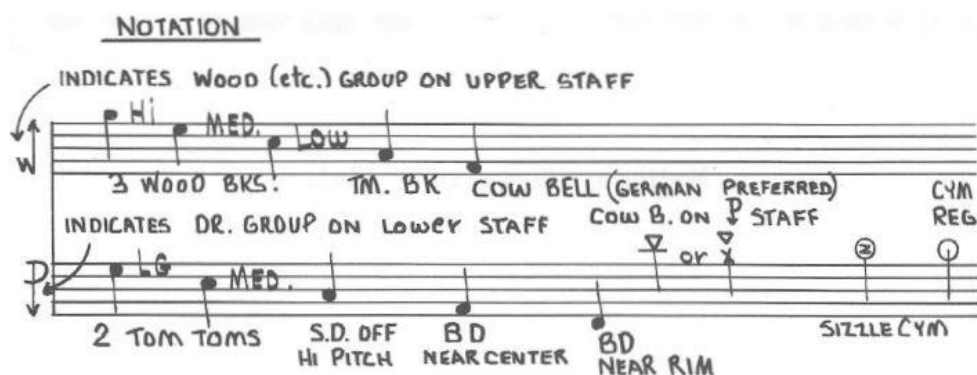 NOTATION
INDICATES WOOD (etc.) GROUP ON UPPER STAFF
Hi MED. LOW
W
3 WOOD BKS. TM. BK COW BELL (GERMAN PREFERRED) CYM
COW B. ON D STAFF REG
INDICATES DR. GROUP ON LOWER STAFF
D LG MED. or x
2 TOM TOMS S.D. OFF BD BD SIZZLE CYM
HI PITCH NEAR CENTER NEAR RIM